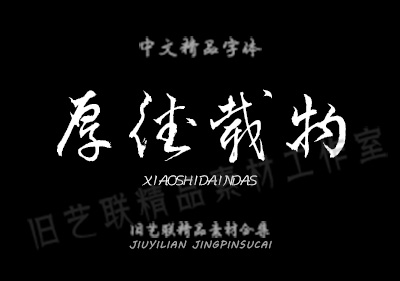 中文精品字体
厚德载物
XIAOSHIDAINDAS
旧艺联精品素材工作室
旧艺联精品素材合集
JIUYILIAN JINGPINSUCAI